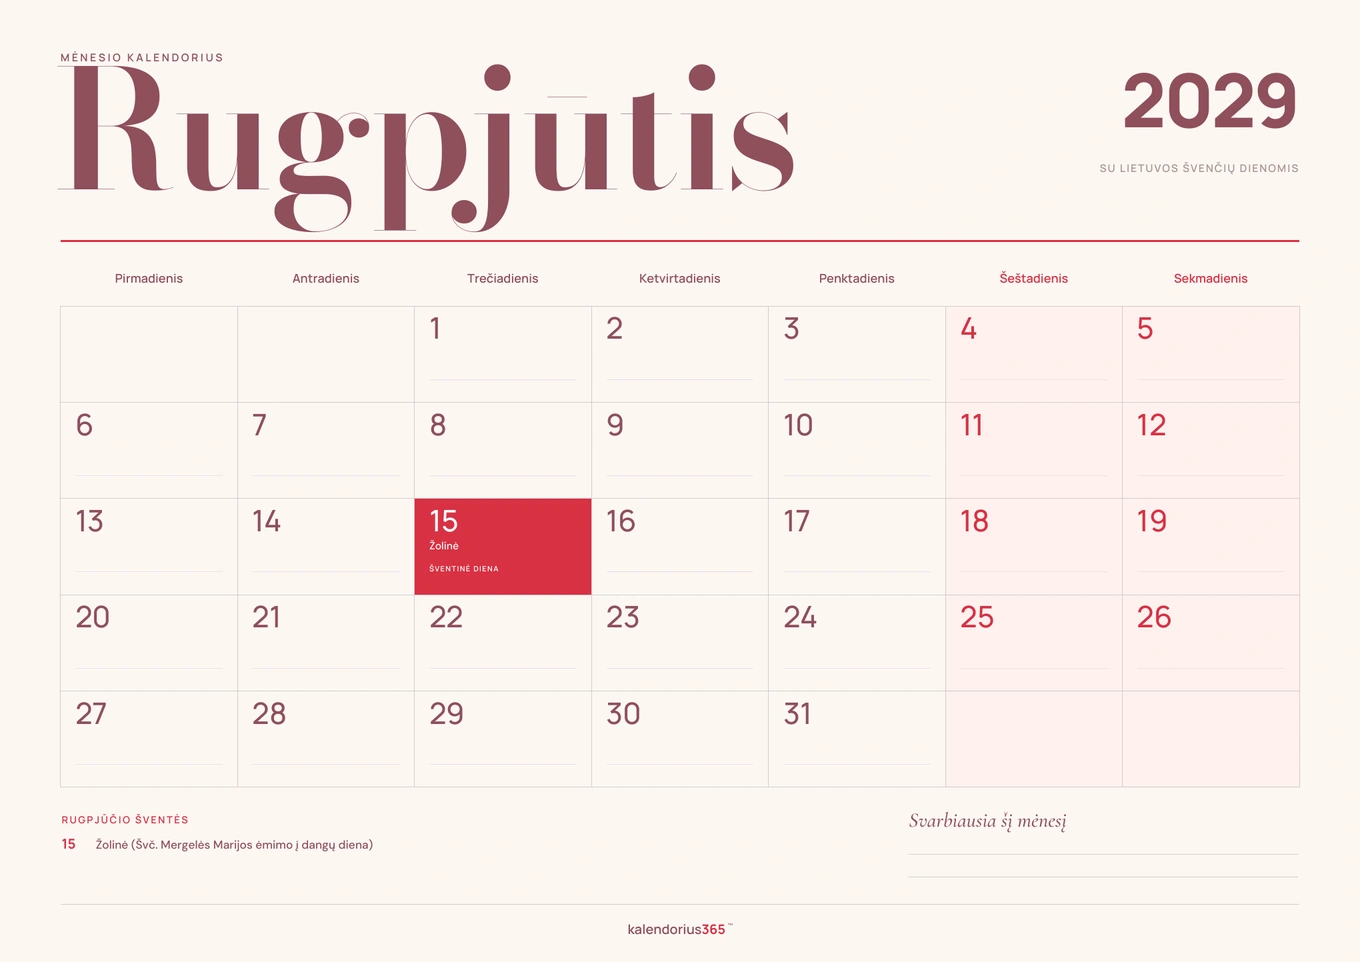 MĖNESIO KALENDORIUS
Rugpjūtis
2029
SU LIETUVOS ŠVENČIŲ DIENOMIS
Pirmadienis Antradienis Trečiadienis Ketvirtadienis Penktadienis Šeštadienis Sekmadienis
1 2 3 4 5
6 7 8 9 10 11 12
13 14 15 16 17 18 19
Žolinė
ŠVENTINĖ DIENA
20 21 22 23 24 25 26
27 28 29 30 31
RUGPJŪČIO ŠVENTĖS
15 Žolinė (Švč. Mergelės Marijos ėmimo į dangų diena)
Svarbiausia šį mėnesį
kalendorius365™